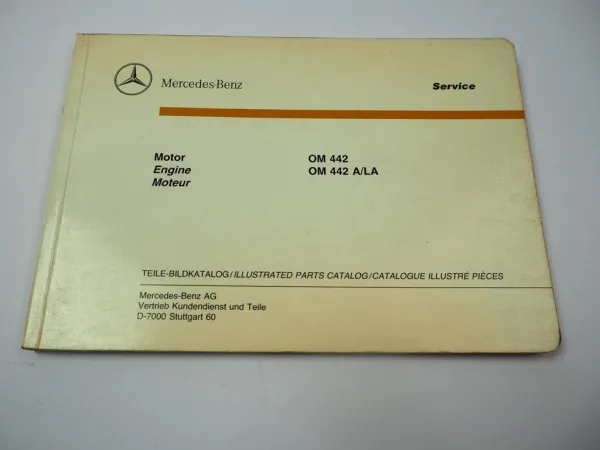 Mercedes-Benz
Service
Motor OM 442
Engine OM 442 A/LA
Moteur
TEILE-BILDKATALOG/ILLUSTRATED PARTS CATALOG/CATALOGUE ILLUSTRÉ PIÈCES
Mercedes-Benz AG
Vertrieb Kundendienst und Teile
D-7000 Stuttgart 60